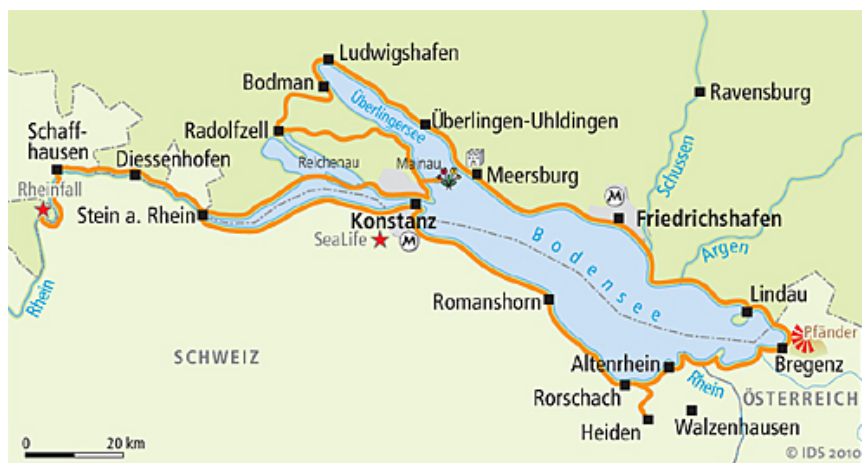 Ludwigshafen
Bodman
Überlingersee
Ravensburg
Überlingen-Uhldingen
Radolfzell
Schaff-
hausen
Diessenhofen
Reichenau
Mainau
Meersburg
Schussen
Rheinfall
Stein a. Rhein
Konstanz
Friedrichshafen
SeaLife
M
M
Bodensee
Argen
Rhein
Romanshorn
Lindau
Pfänder
SCHWEIZ
Altenrhein
Bregenz
Rhein
Rorschach
ÖSTERREICH
Heiden
Walzenhausen
0 20 km
© IDS 2010